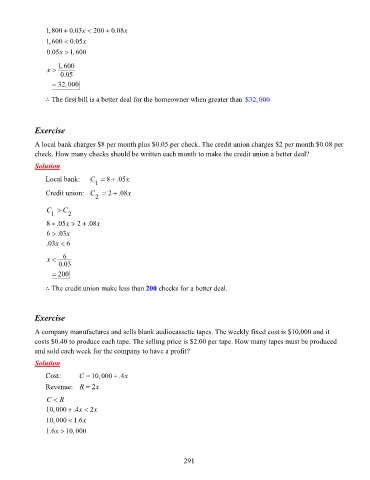 1,800 + 0.03x < 200 + 0.08x
1,600 < 0.05x
0.05x > 1,600
x > 1,600/0.05
= 32,000|
∴ The first bill is a better deal for the homeowner when greater than $32,000
Exercise
A local bank charges $8 per month plus $0.05 per check. The credit union charges $2 per month $0.08 per
check. How many checks should be written each month to make the credit union a better deal?
Solution
Local bank: C₁ = 8 + .05x
Credit union: C₂ = 2 + .08x
C₁ > C₂
8 + .05x > 2 + .08x
6 > .03x
.03x < 6
x < 6/0.03
= 200|
∴ The credit union make less than 200 checks for a better deal.
Exercise
A company manufactures and sells blank audiocassette tapes. The weekly fixed cost is $10,000 and it
costs $0.40 to produce each tape. The selling price is $2.00 per tape. How many tapes must be produced
and sold each week for the company to have a profit?
Solution
Cost: C = 10,000 + .4x
Revenue: R = 2x
C < R
10,000 + .4x < 2x
10,000 < 1.6x
1.6x > 10,000
291